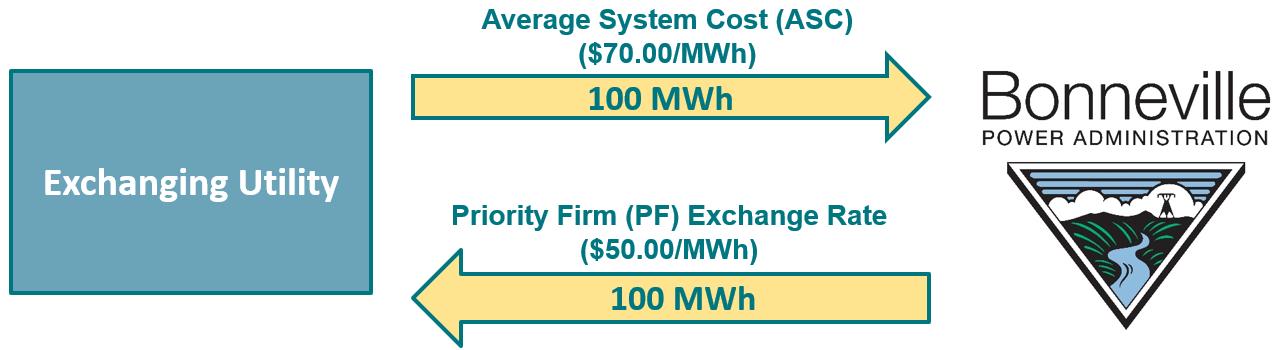 Average System Cost (ASC)
($70.00/MWh)
100 MWh
Exchanging Utility
Bonneville
POWER ADMINISTRATION
Priority Firm (PF) Exchange Rate
($50.00/MWh)
100 MWh